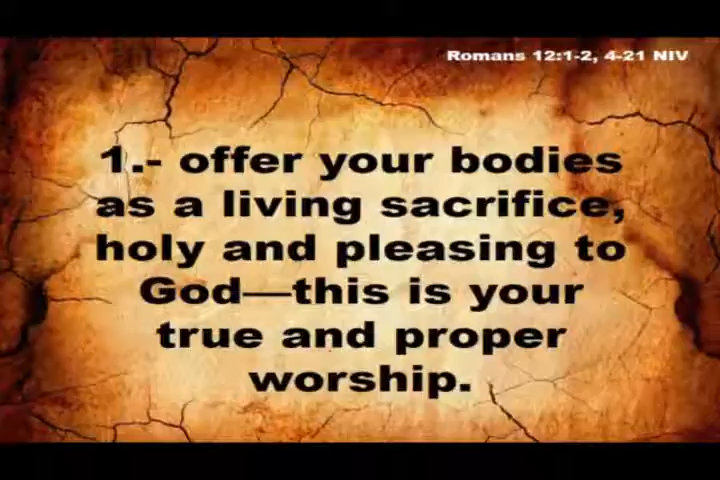 Romans 12:1-2, 4-21 NIV
1.- offer your bodies
as a living sacrifice,
holy and pleasing to
God—this is your
true and proper
worship.